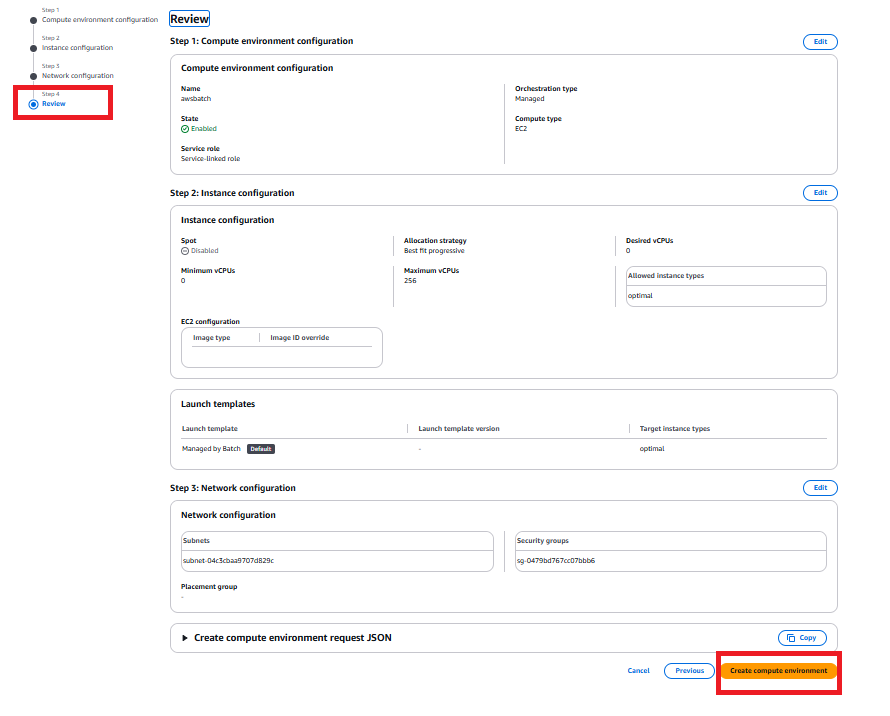 Step 1
Compute environment configuration
Step 2
Instance configuration
Step 3
Network configuration
Step 4
Review
Review
Step 1: Compute environment configuration
Edit
Compute environment configuration
Name
awsbatch
Orchestration type
Managed
State
Enabled
Compute type
EC2
Service role
Service-linked role
Step 2: Instance configuration
Edit
Instance configuration
Spot
Disabled
Allocation strategy
Best fit progressive
Desired vCPUs
0
Minimum vCPUs
0
Maximum vCPUs
256
Allowed instance types
optimal
EC2 configuration
Image type
Image ID override
Launch templates
Launch template
Launch template version
Target instance types
Managed by Batch Default
-
optimal
Step 3: Network configuration
Edit
Network configuration
Subnets
subnet-04c3cbaa9707d829c
Security groups
sg-0479bd767cc07bbb6
Placement group
-
Create compute environment request JSON
Copy
Cancel
Previous
Create compute environment